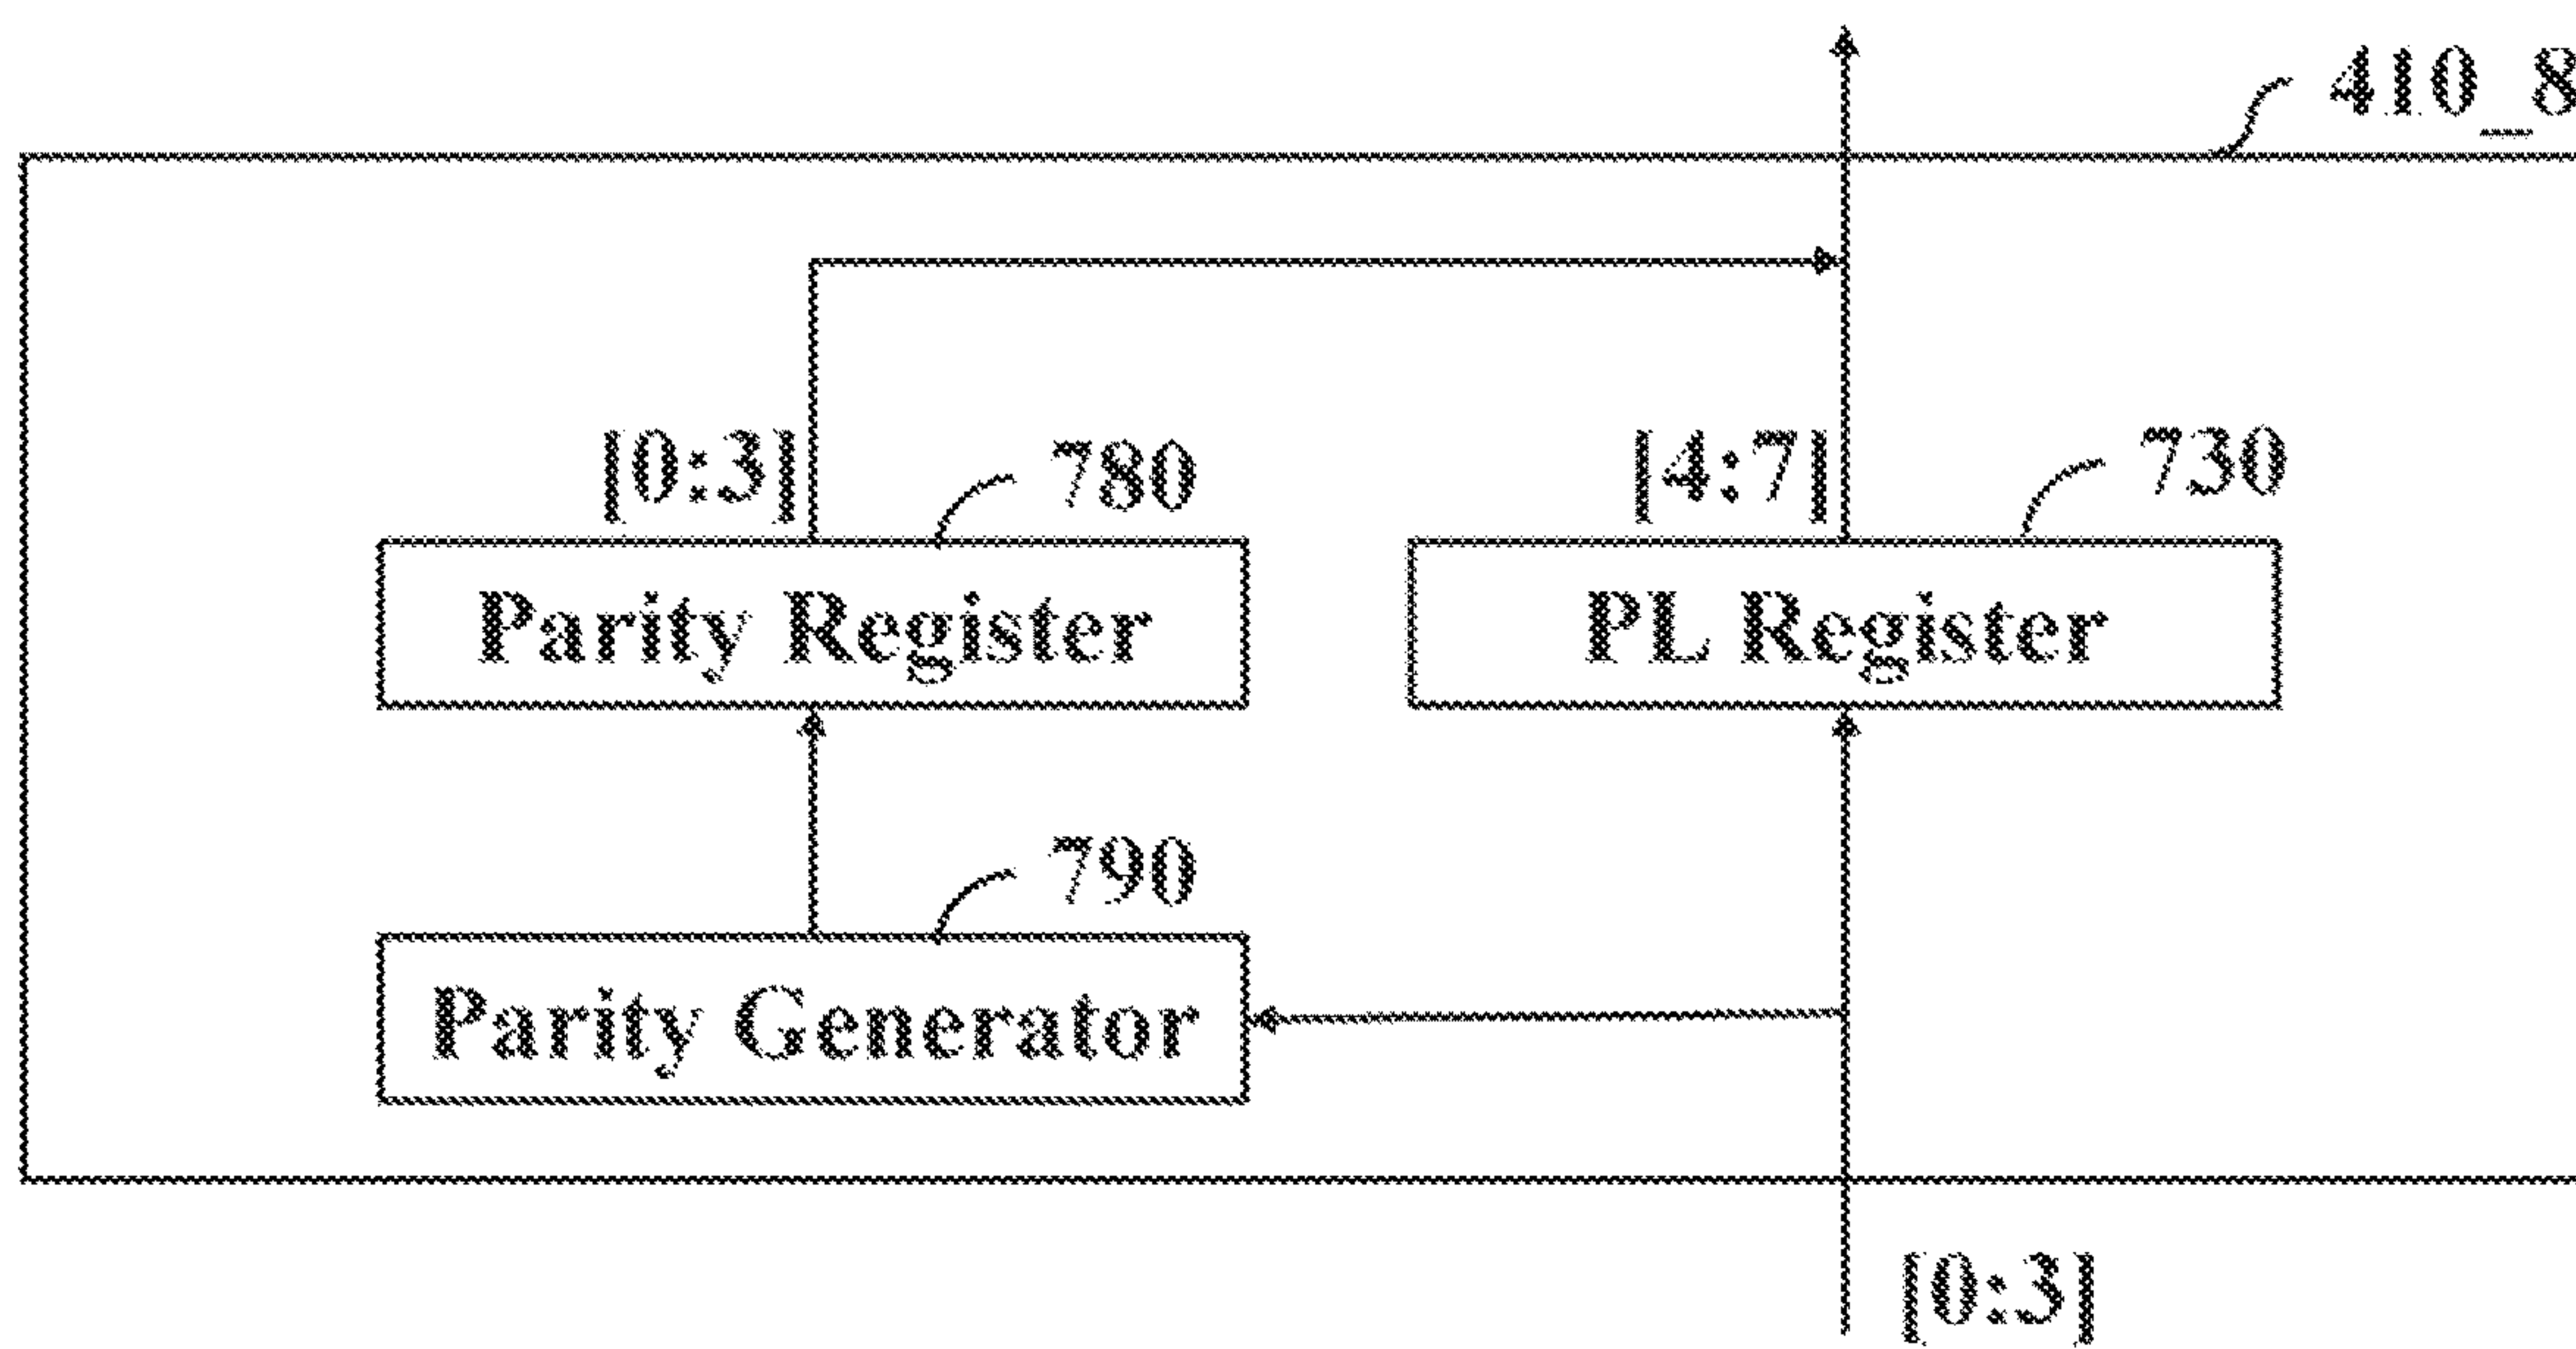 410_8
[0:3]
780
[4:7]
730
Parity Register
PL Register
790
Parity Generator
[0:3]